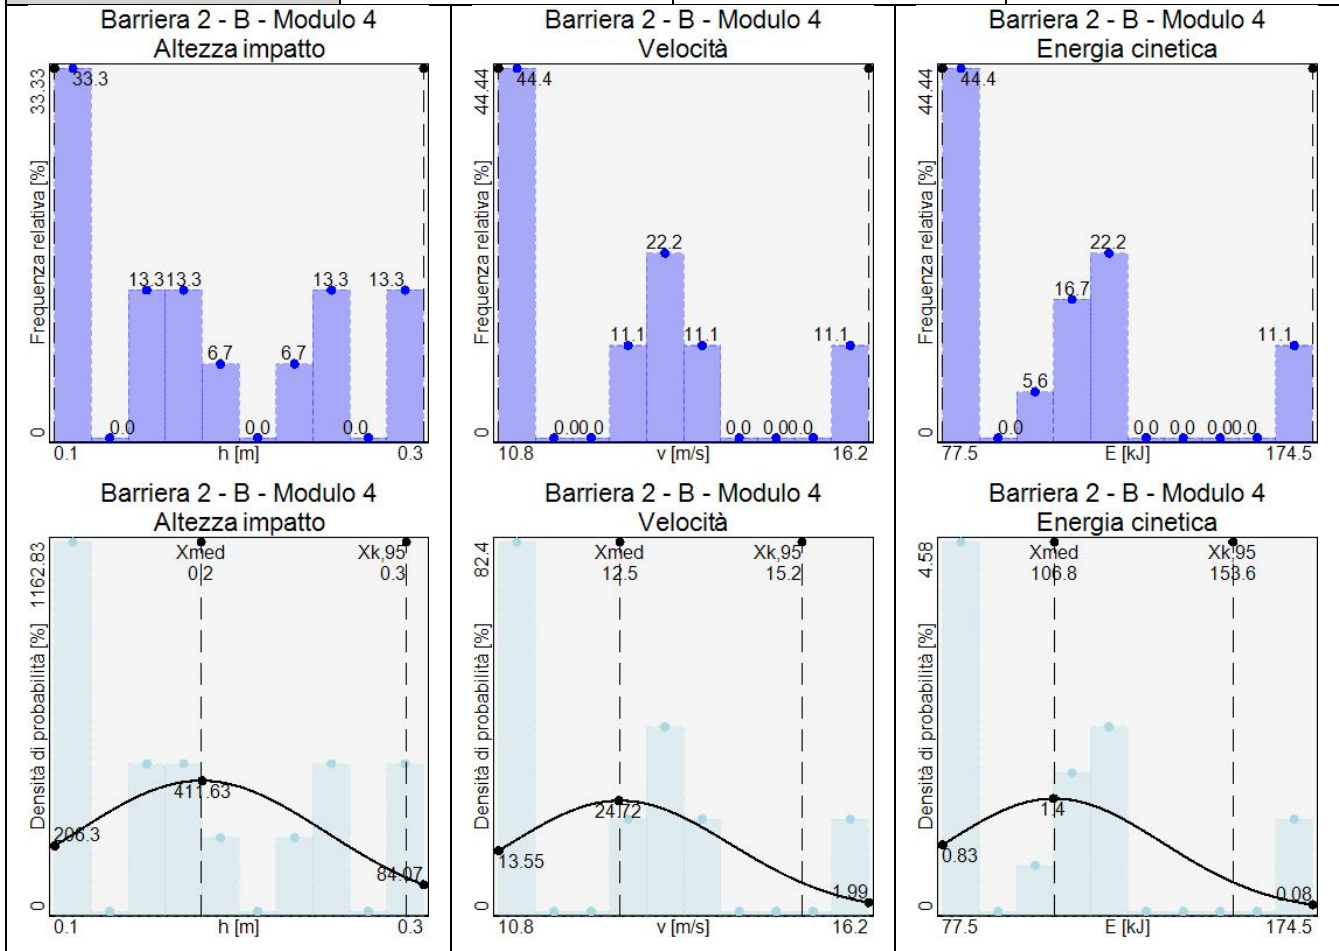 Barriera 2 - B - Modulo 4
Altezza impatto
33.33
33.3
Frequenza relativa [%]
13.3
13.3
13.3
13.3
6.7
6.7
0.0
0.0
0.0
0
0.1
h [m]
0.3
Barriera 2 - B - Modulo 4
Velocità
44.44
44.4
Frequenza relativa [%]
22.2
11.1
11.1
11.1
0.0
0.0
0.0
0.0
0.0
0
10.8
v [m/s]
16.2
Barriera 2 - B - Modulo 4
Energia cinetica
44.44
44.4
Frequenza relativa [%]
22.2
16.7
11.1
5.6
0.0
0.0
0.0
0.0
0.0
0
77.5
E [kJ]
174.5
Barriera 2 - B - Modulo 4
Altezza impatto
1162.83
Xmed
0.2
Xk,95
0.3
Densità di probabilità [%]
206.3
411.63
84.07
0
0.1
h [m]
0.3
Barriera 2 - B - Modulo 4
Velocità
82.4
Xmed
12.5
Xk,95
15.2
Densità di probabilità [%]
13.55
24.72
1.99
0
10.8
v [m/s]
16.2
Barriera 2 - B - Modulo 4
Energia cinetica
4.58
Xmed
106.8
Xk,95
153.6
Densità di probabilità [%]
0.83
1.4
0.08
0
77.5
E [kJ]
174.5